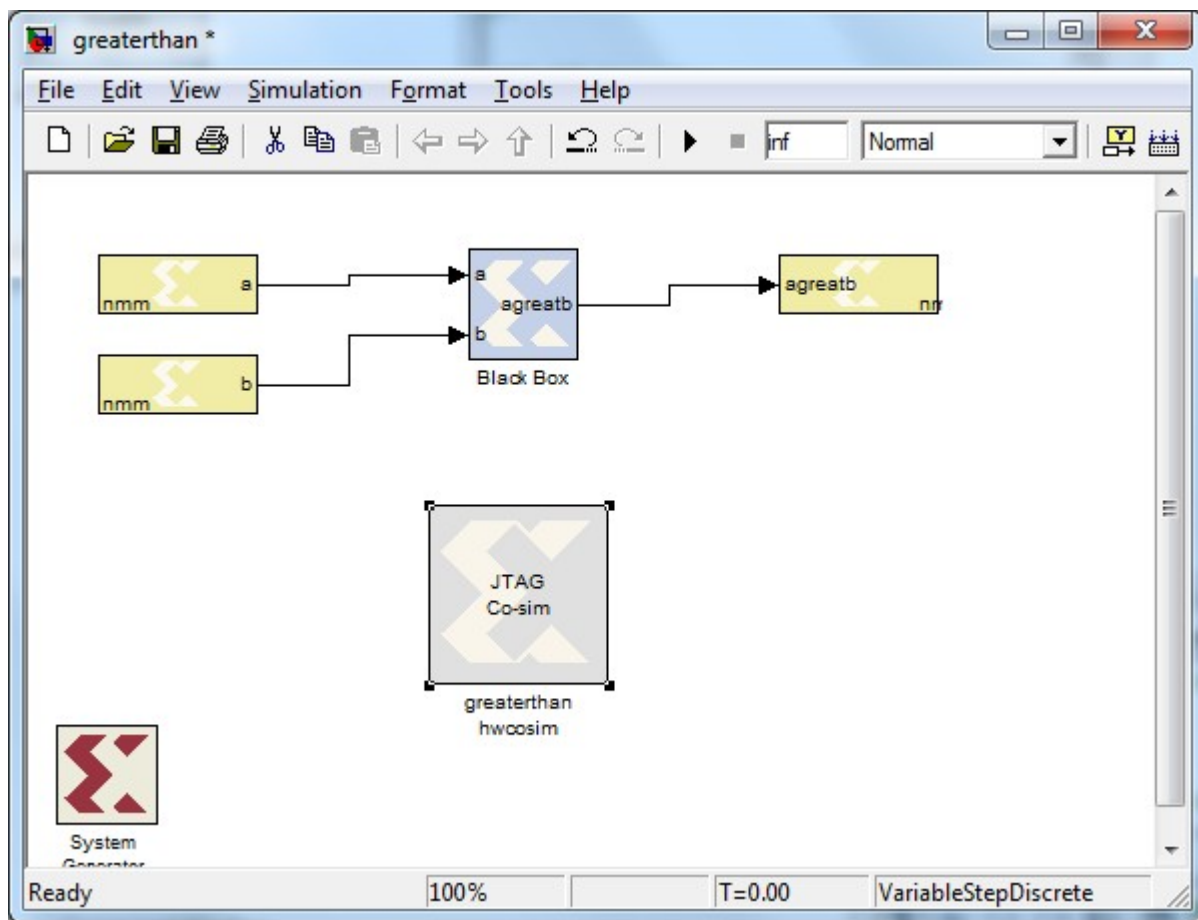 greaterthan *
File Edit View Simulation Format Tools Help
inf Normal
a
nmm
a
agreatb
b
Black Box
agreatb
b
nmm
JTAG
Co-sim
greaterthan
hwcosim
System
Generator
Ready 100% T=0.00 VariableStepDiscrete